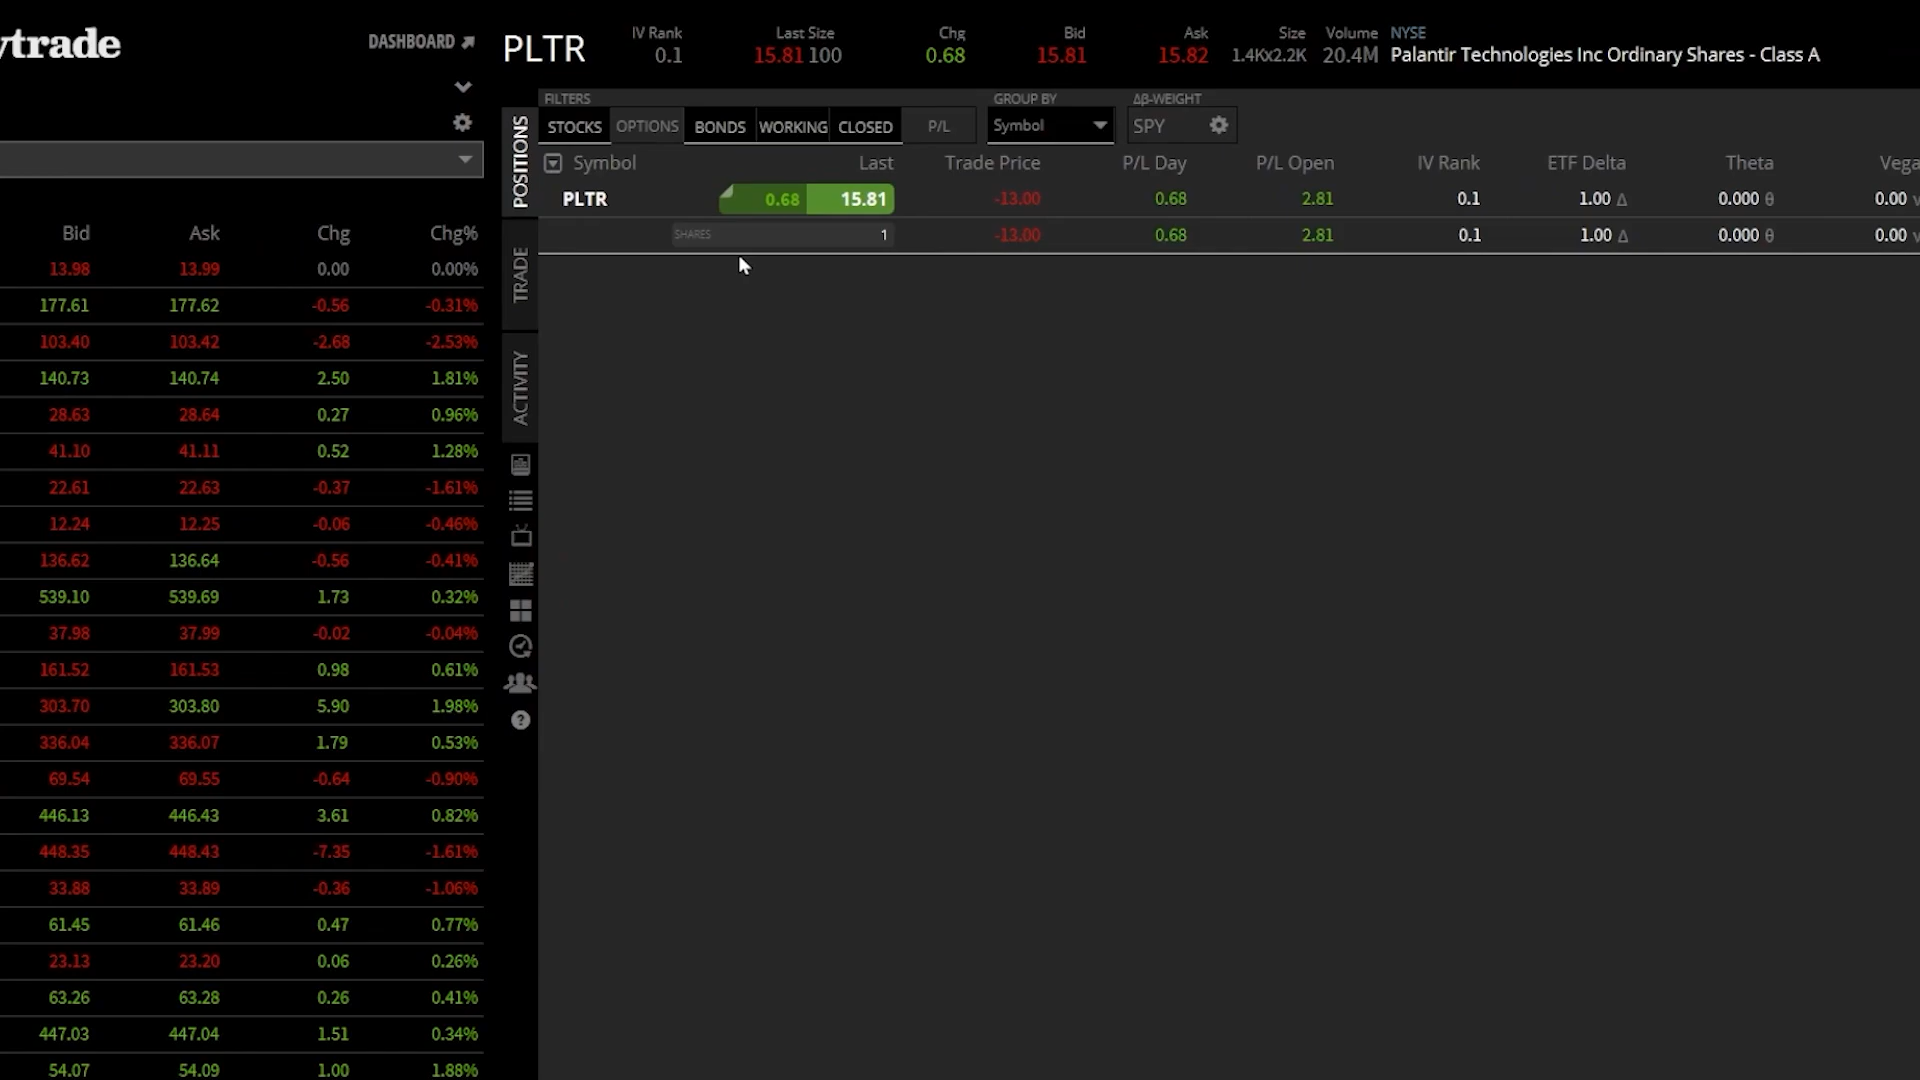 ytrade
DASHBOARD
PLTR
IV Rank
0.1
Last Size
15.81 100
Chg
0.68
Bid
15.81
Ask
15.82
Size
1.4Kx2.2K
Volume
20.4M
NYSE
Palantir Technologies Inc Ordinary Shares - Class A
FILTERS
STOCKS OPTIONS BONDS WORKING CLOSED P/L
GROUP BY
Symbol
Δβ-WEIGHT
SPY
POSITIONS
TRADE
ACTIVITY
Symbol Last Trade Price P/L Day P/L Open IV Rank ETF Delta Theta Vega
PLTR 0.68 15.81 -13.00 0.68 2.81 0.1 1.00 Δ 0.000 θ 0.00 v
SHARES 1 -13.00 0.68 2.81 0.1 1.00 Δ 0.000 θ 0.00 v
Bid Ask Chg Chg%
13.98 13.99 0.00 0.00%
177.61 177.62 -0.56 -0.31%
103.40 103.42 -2.68 -2.53%
140.73 140.74 2.50 1.81%
28.63 28.64 0.27 0.96%
41.10 41.11 0.52 1.28%
22.61 22.63 -0.37 -1.61%
12.24 12.25 -0.06 -0.46%
136.62 136.64 -0.56 -0.41%
539.10 539.69 1.73 0.32%
37.98 37.99 -0.02 -0.04%
161.52 161.53 0.98 0.61%
303.70 303.80 5.90 1.98%
336.04 336.07 1.79 0.53%
69.54 69.55 -0.64 -0.90%
446.13 446.43 3.61 0.82%
448.35 448.43 -7.35 -1.61%
33.88 33.89 -0.36 -1.06%
61.45 61.46 0.47 0.77%
23.13 23.20 0.06 0.26%
63.26 63.28 0.26 0.41%
447.03 447.04 1.51 0.34%
54.07 54.09 1.00 1.88%